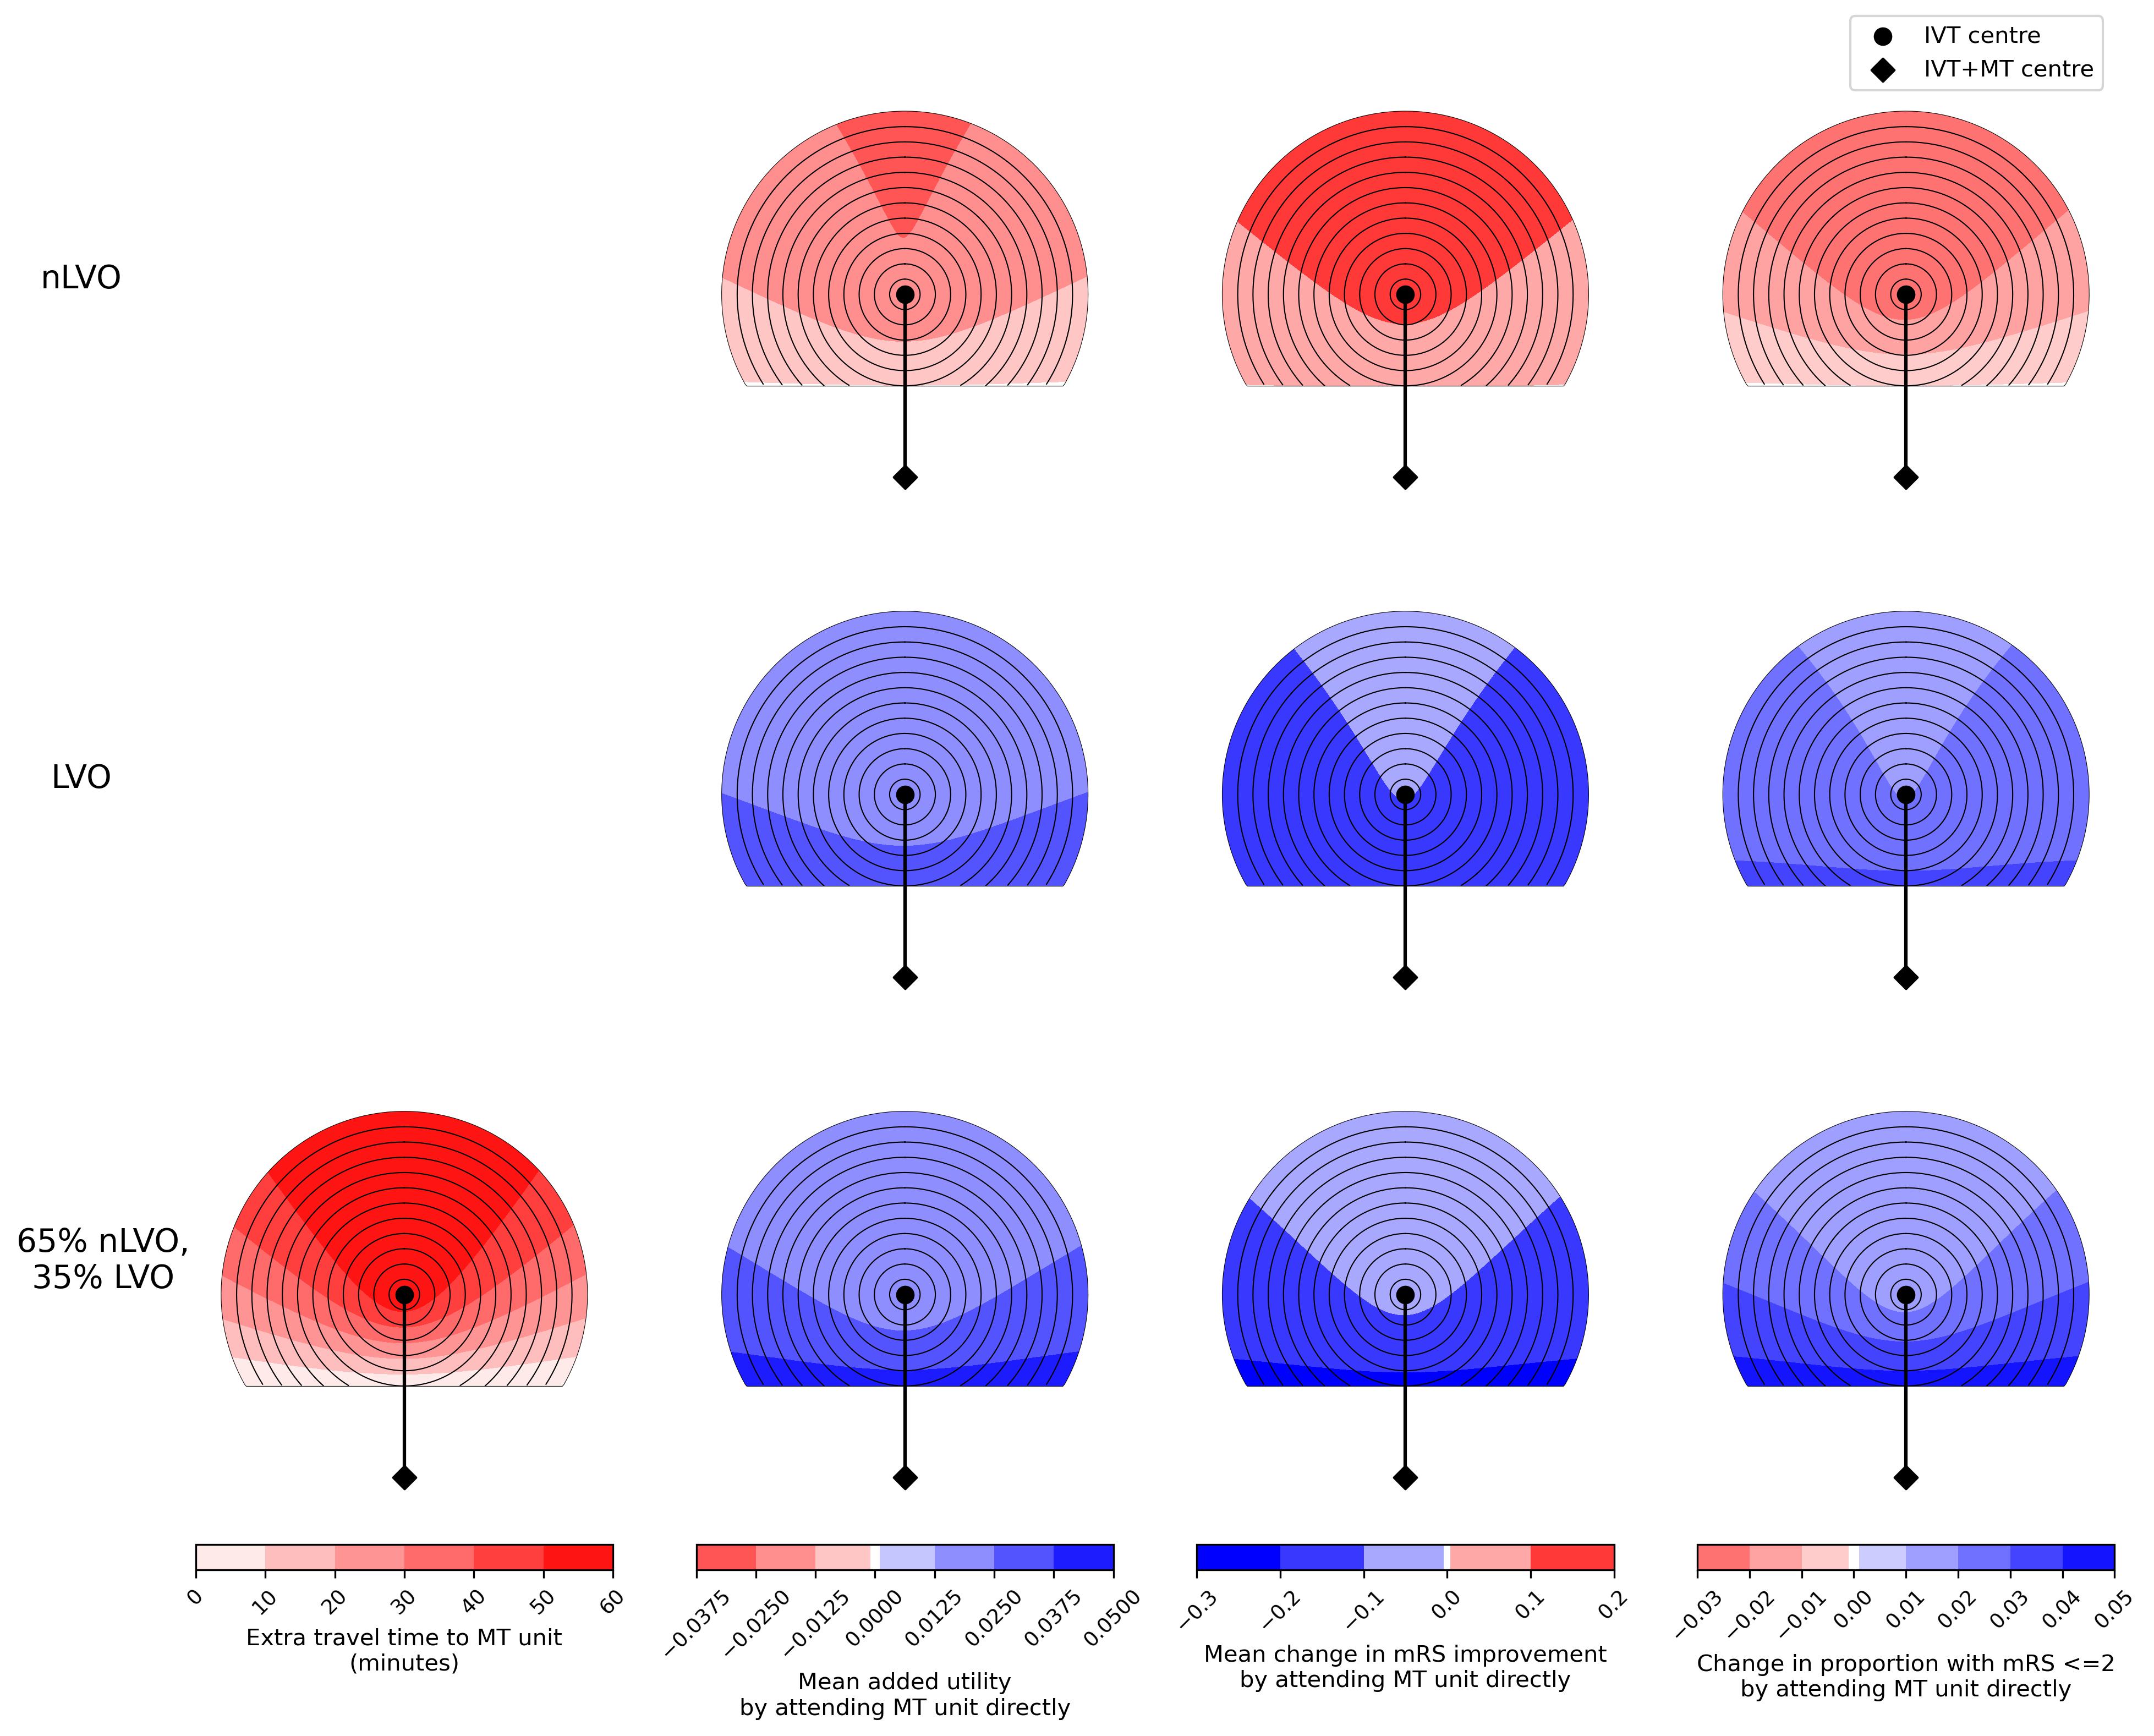 IVT centre
IVT+MT centre
nLVO
LVO
65% nLVO,
35% LVO
0
10
20
30
40
50
60
Extra travel time to MT unit
(minutes)
−0.0375
−0.0250
−0.0125
0.0000
0.0125
0.0250
0.0375
0.0500
Mean added utility
by attending MT unit directly
−0.3
−0.2
−0.1
0.0
0.1
0.2
Mean change in mRS improvement
by attending MT unit directly
−0.03
−0.02
−0.01
0.00
0.01
0.02
0.03
0.04
0.05
Change in proportion with mRS <=2
by attending MT unit directly